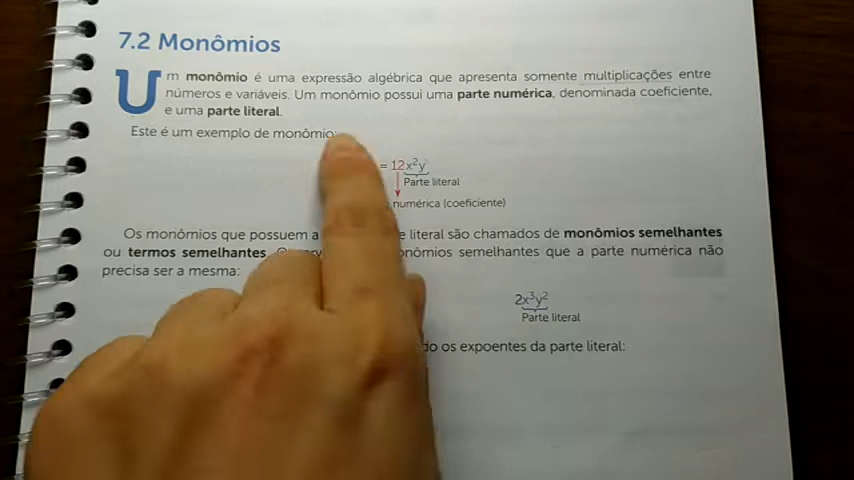 7.2 Monômios
Um monômio é uma expressão algébrica que apresenta somente multiplicações entre
números e variáveis. Um monômio possui uma parte numérica, denominada coeficiente,
e uma parte literal.
Este é um exemplo de monômio:
= 12x²y
Parte literal
numérica (coeficiente)
Os monômios que possuem a literal são chamados de monômios semelhantes
ou termos semelhantes. monômios semelhantes que a parte numérica não
precisa ser a mesma:
2x³y²
Parte literal
os expoentes da parte literal: